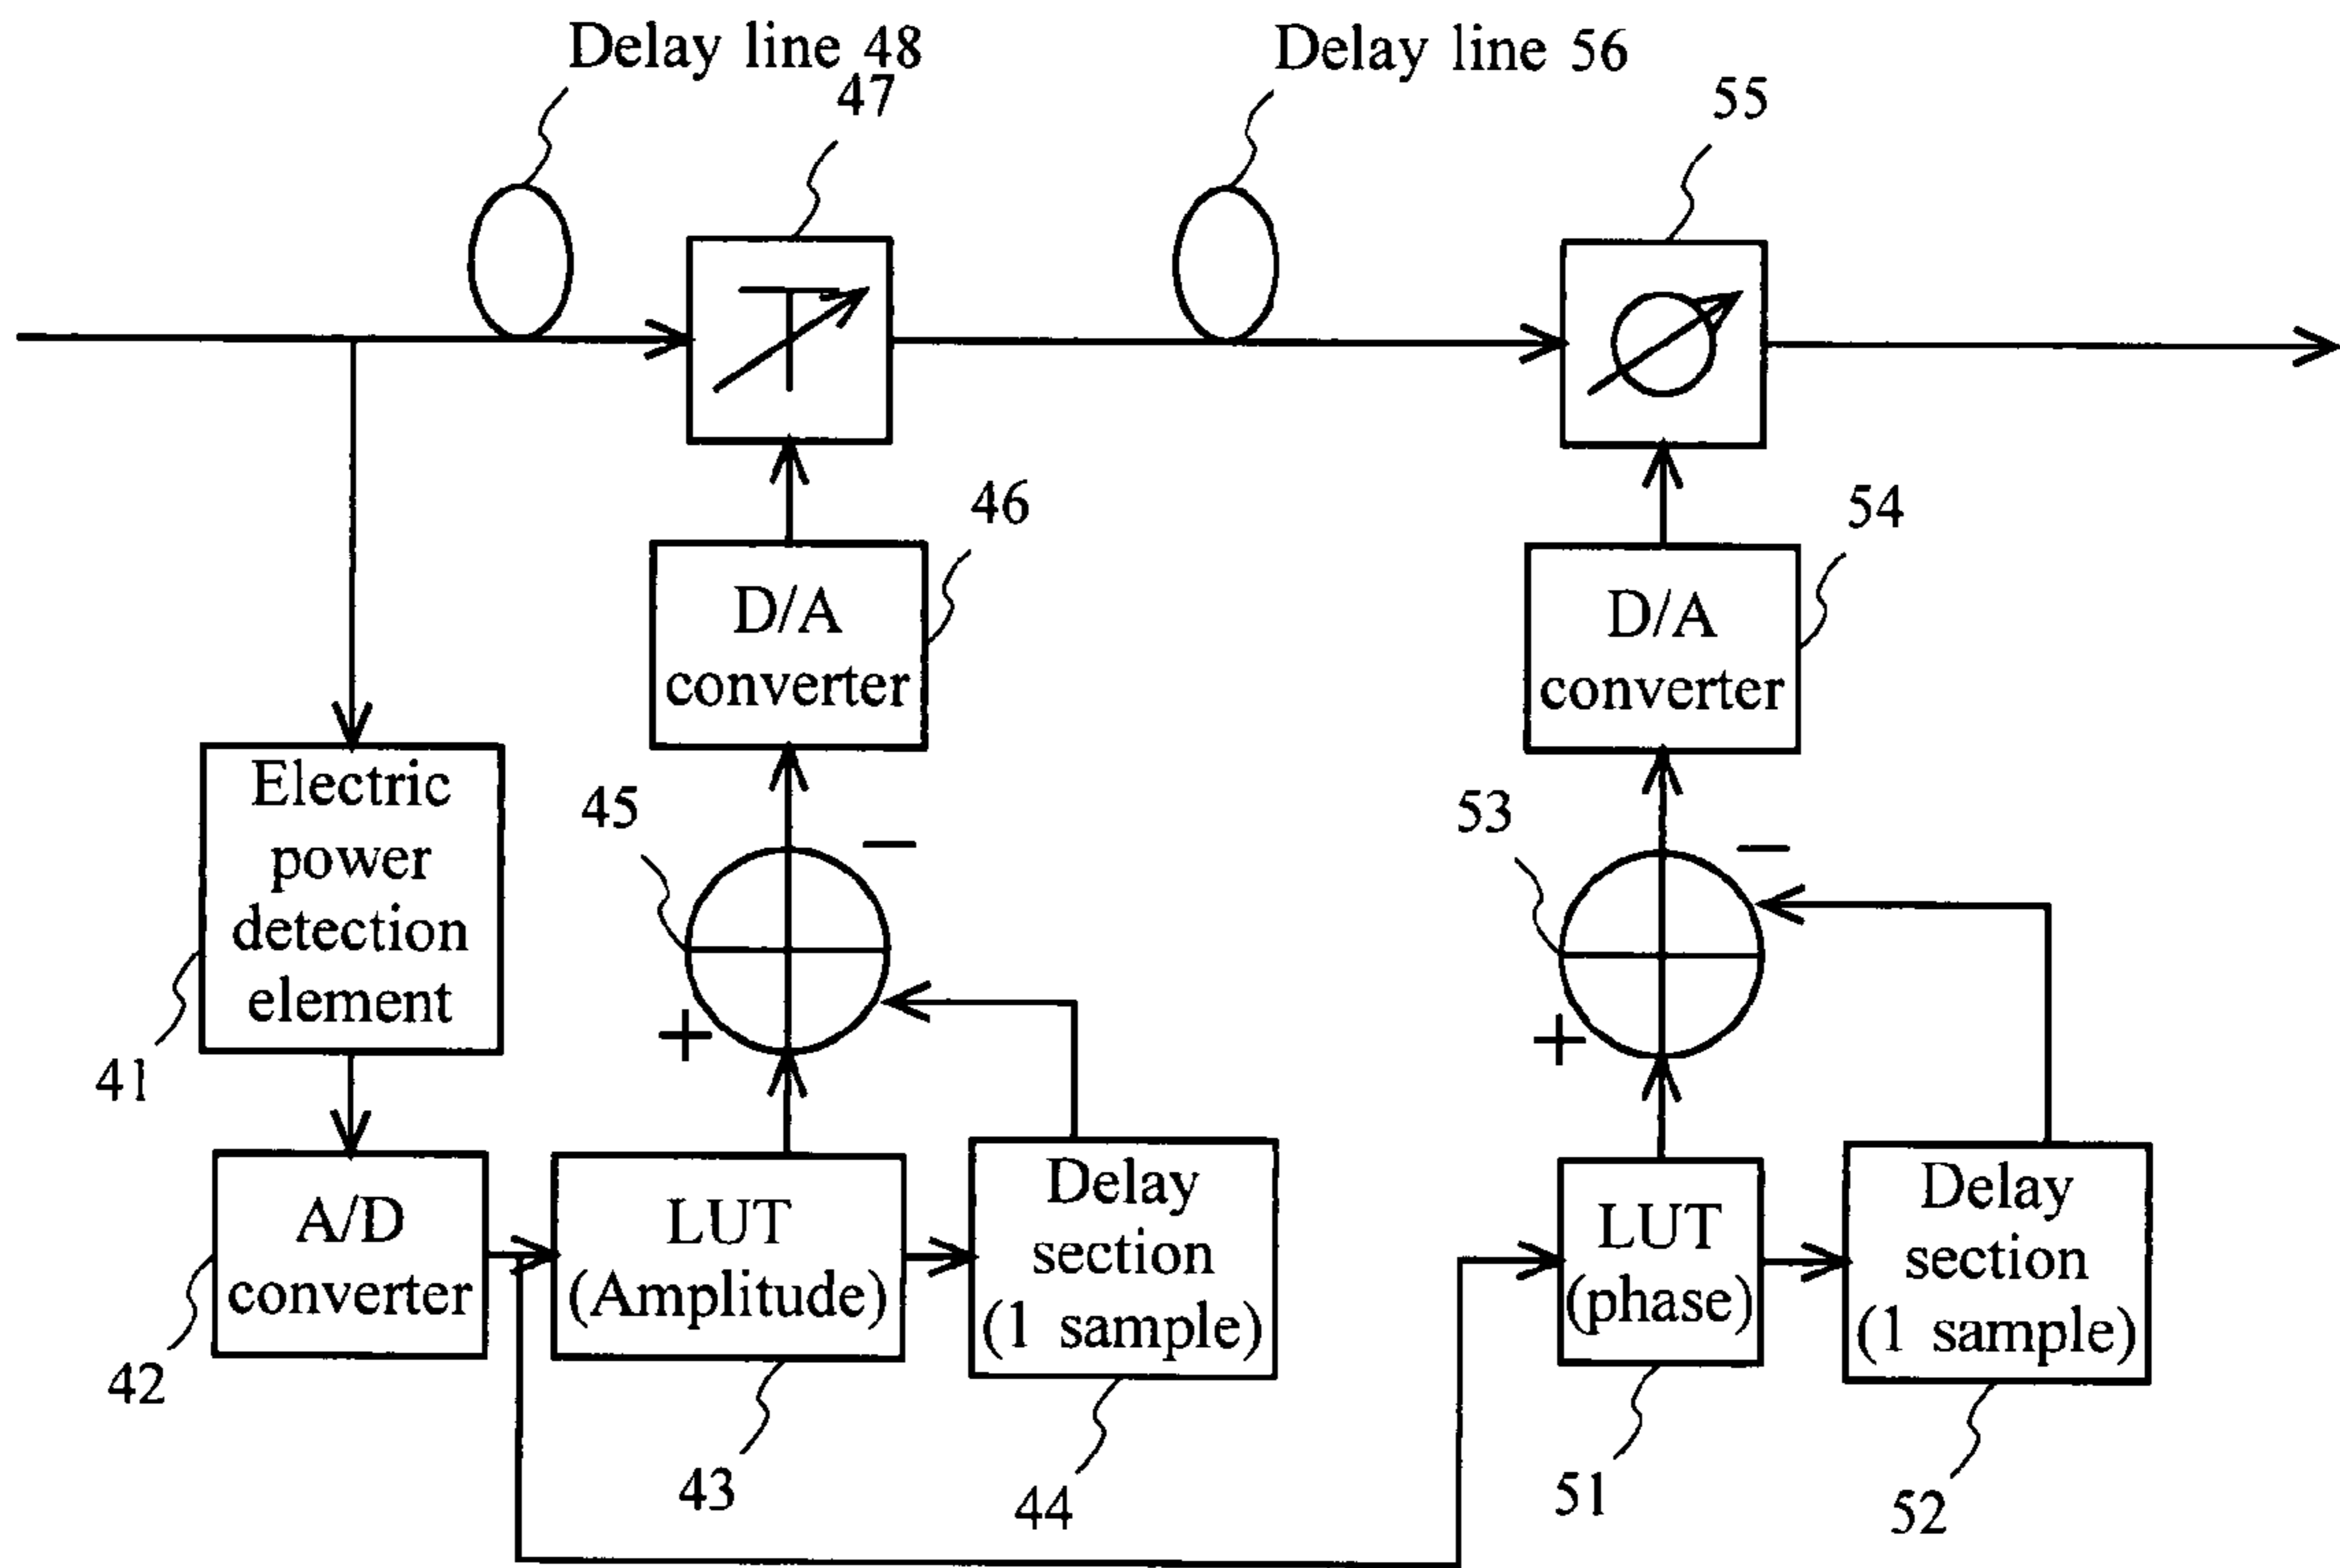 Delay line 48
Delay line 56
47
55
46
54
D/A
converter
D/A
converter
Electric
power
detection
element
45
−
53
−
+
+
41
A/D
converter
LUT
(Amplitude)
Delay
section
(1 sample)
LUT
(phase)
Delay
section
(1 sample)
42
43
44
51
52